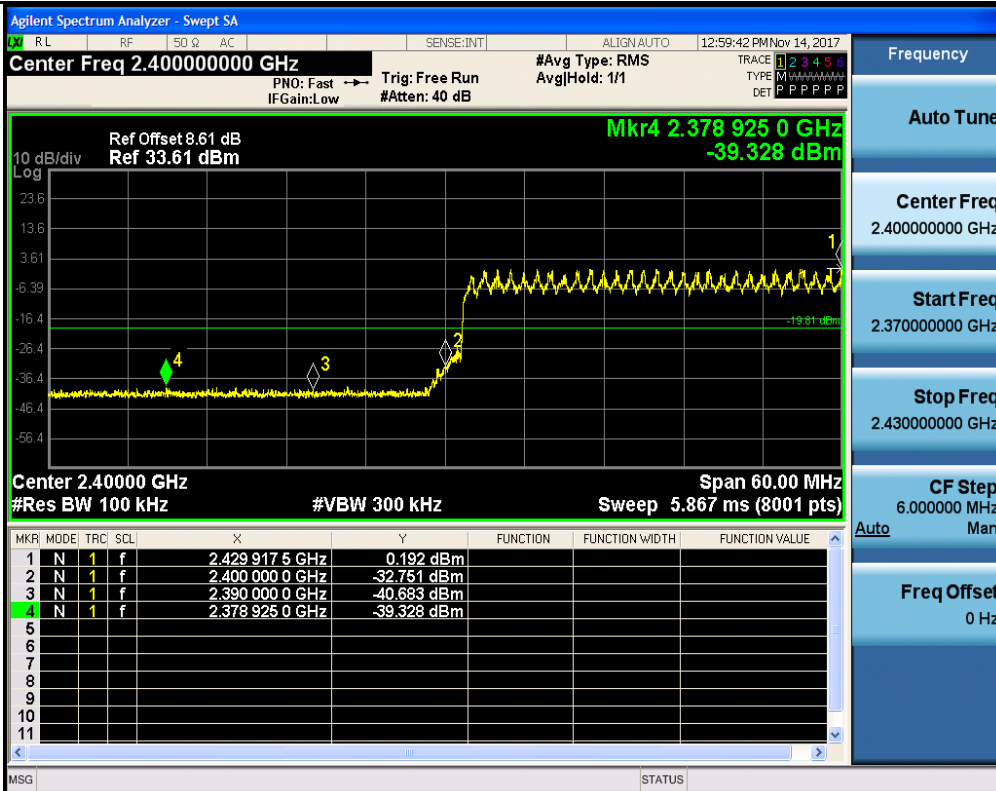 Agilent Spectrum Analyzer - Swept SA
LXI RL RF 50 Ω AC SENSE:INT ALIGN AUTO 12:59:42 PM Nov 14, 2017
Center Freq 2.400000000 GHz
PNO: Fast
IFGain:Low
Trig: Free Run
#Atten: 40 dB
#Avg Type: RMS
Avg|Hold: 1/1
TRACE 1 2 3 4 5 6
TYPE M
DET P P P P P P
Ref Offset 8.61 dB
10 dB/div Ref 33.61 dBm
Log
Mkr4 2.378 925 0 GHz
-39.328 dBm
23.6
13.6
3.61
-6.39
-16.4
-26.4
-36.4
-46.4
-56.4
1
-19.81 dBm
2
3
4
Center 2.40000 GHz Span 60.00 MHz
#Res BW 100 kHz #VBW 300 kHz Sweep 5.867 ms (8001 pts)
MKR MODE TRC SCL X Y FUNCTION FUNCTION WIDTH FUNCTION VALUE
1 N 1 f 2.429 917 5 GHz 0.192 dBm
2 N 1 f 2.400 000 0 GHz -32.751 dBm
3 N 1 f 2.390 000 0 GHz -40.683 dBm
4 N 1 f 2.378 925 0 GHz -39.328 dBm
5
6
7
8
9
10
11
MSG STATUS
Frequency
Auto Tune
Center Freq
2.400000000 GHz
Start Freq
2.370000000 GHz
Stop Freq
2.430000000 GHz
CF Step
6.000000 MHz
Auto Man
Freq Offset
0 Hz